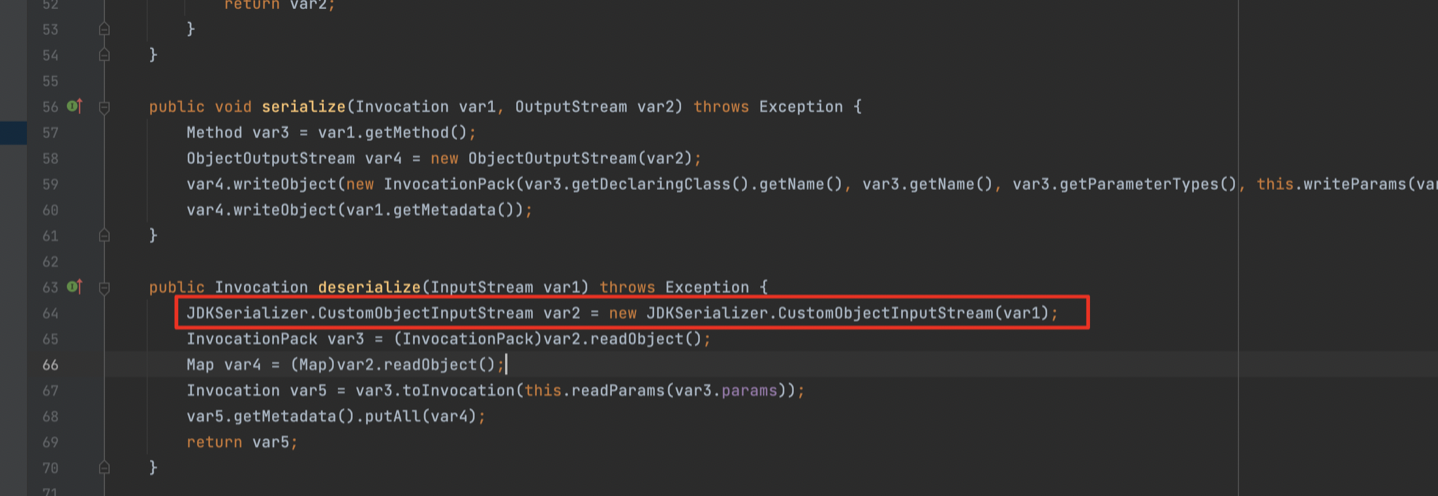 52 return var2;
53 }
54 }
55
56 public void serialize(Invocation var1, OutputStream var2) throws Exception {
57 Method var3 = var1.getMethod();
58 ObjectOutputStream var4 = new ObjectOutputStream(var2);
59 var4.writeObject(new InvocationPack(var3.getDeclaringClass().getName(), var3.getName(), var3.getParameterTypes(), this.writeParams(va
60 var4.writeObject(var1.getMetadata());
61 }
62
63 public Invocation deserialize(InputStream var1) throws Exception {
64 JDKSerializer.CustomObjectInputStream var2 = new JDKSerializer.CustomObjectInputStream(var1);
65 InvocationPack var3 = (InvocationPack)var2.readObject();
66 Map var4 = (Map)var2.readObject();
67 Invocation var5 = var3.toInvocation(this.readParams(var3.params));
68 var5.getMetadata().putAll(var4);
69 return var5;
70 }
71